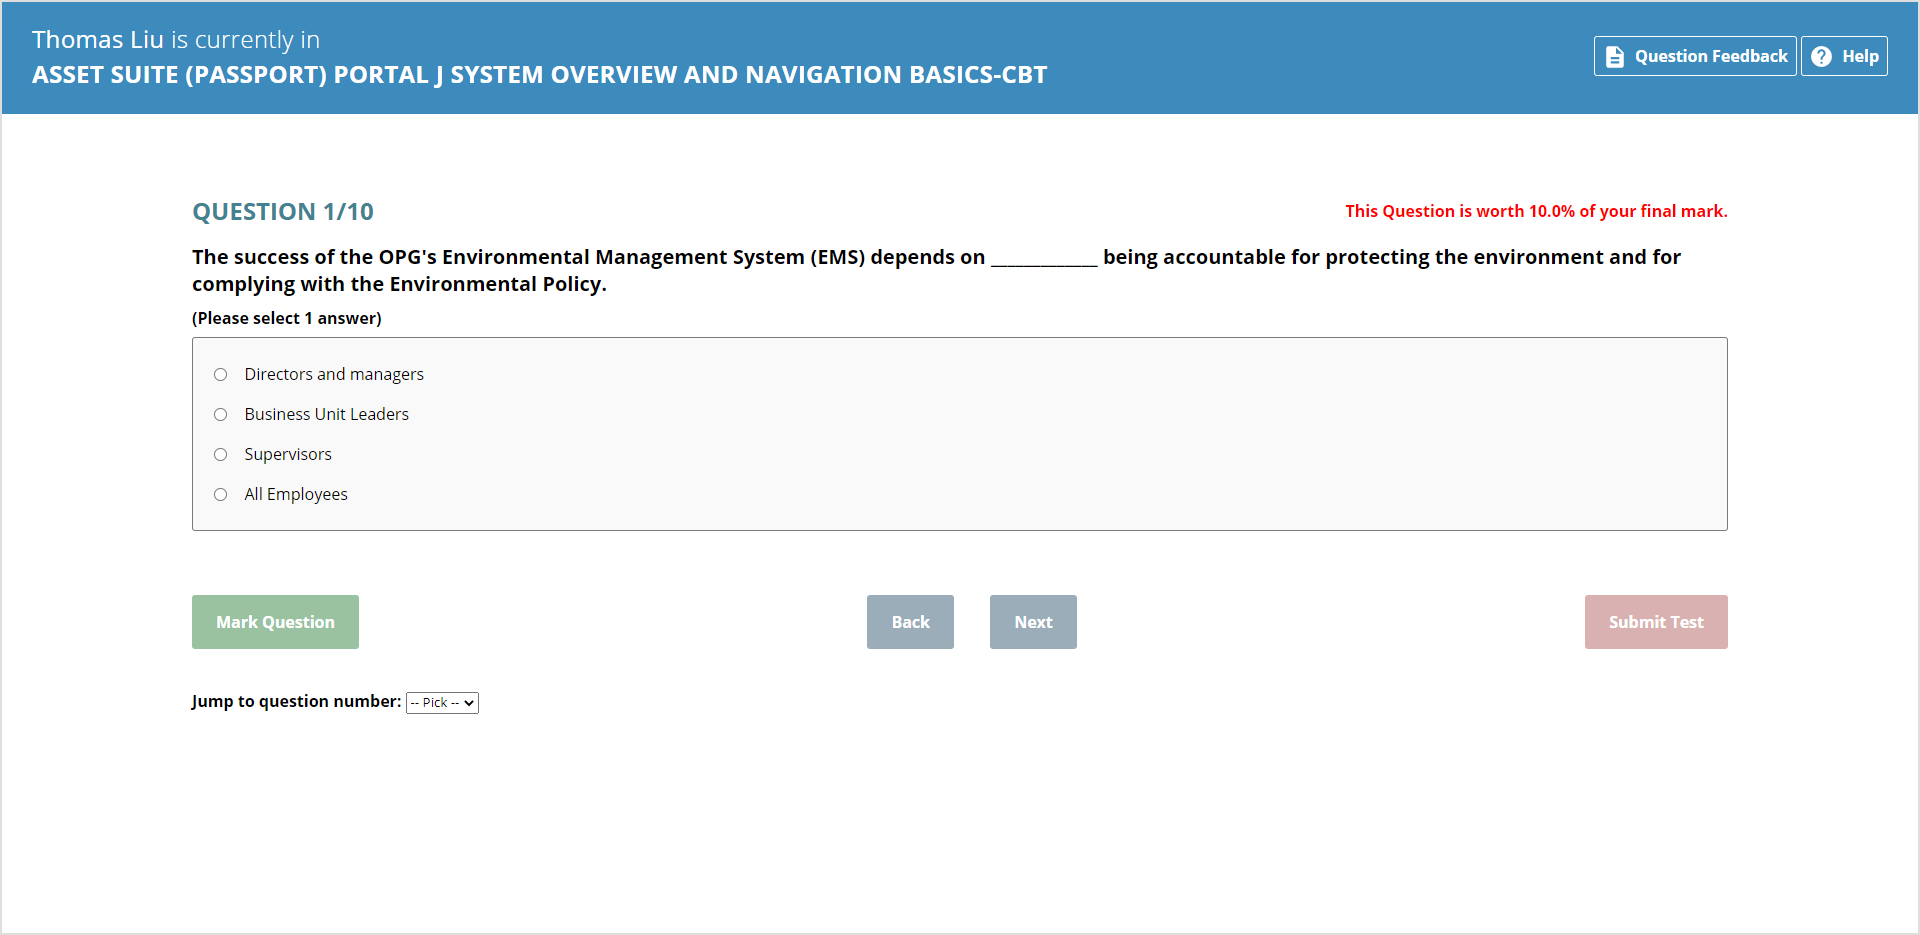 Thomas Liu is currently in
ASSET SUITE (PASSPORT) PORTAL J SYSTEM OVERVIEW AND NAVIGATION BASICS-CBT
Question Feedback
Help
QUESTION 1/10
This Question is worth 10.0% of your final mark.
The success of the OPG's Environmental Management System (EMS) depends on _____________ being accountable for protecting the environment and for
complying with the Environmental Policy.
(Please select 1 answer)
Directors and managers
Business Unit Leaders
Supervisors
All Employees
Mark Question
Back
Next
Submit Test
Jump to question number: -- Pick --